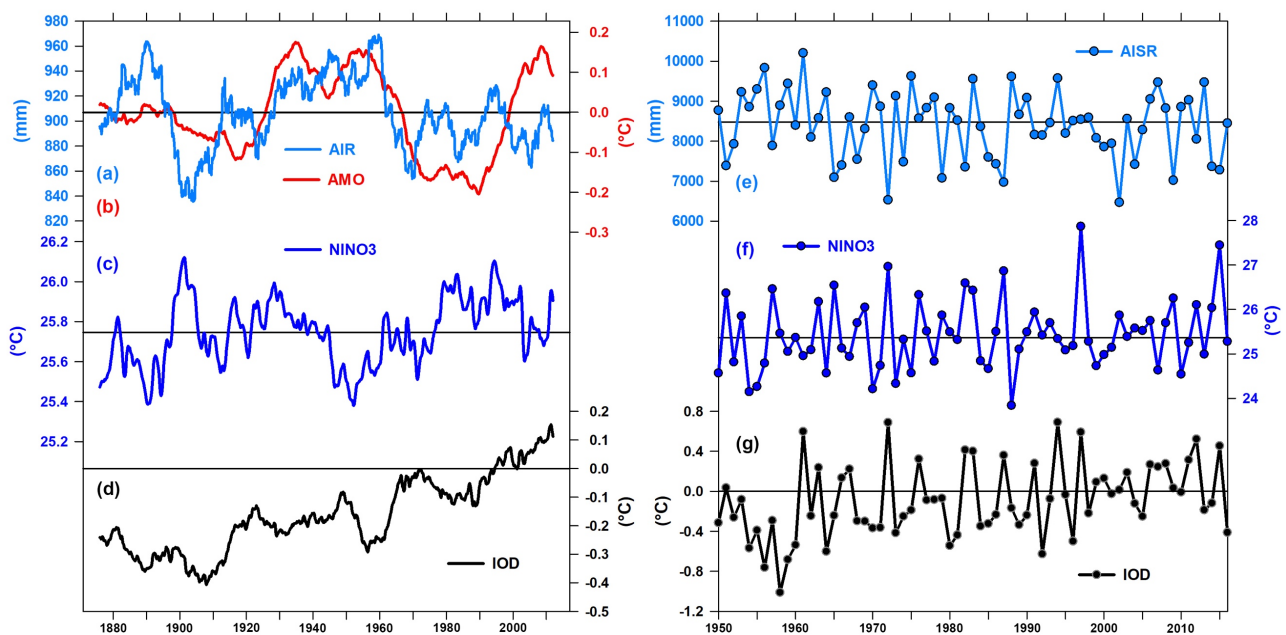 980
960
940
920
900
880
860
840
820
(mm)
0.2
0.1
0.0
-0.1
-0.2
-0.3
(°C)
AIR
AMO
(a)
(b)
26.2
26.0
25.8
25.6
25.4
25.2
(°C)
NINO3
(c)
0.2
0.1
0.0
-0.1
-0.2
-0.3
-0.4
-0.5
(°C)
(d)
IOD
1880 1900 1920 1940 1960 1980 2000
11000
10000
9000
8000
7000
6000
(mm)
AISR
(e)
28
27
26
25
24
(°C)
(f)
NINO3
0.8
0.4
0.0
-0.4
-0.8
-1.2
(°C)
(g)
IOD
1950 1960 1970 1980 1990 2000 2010